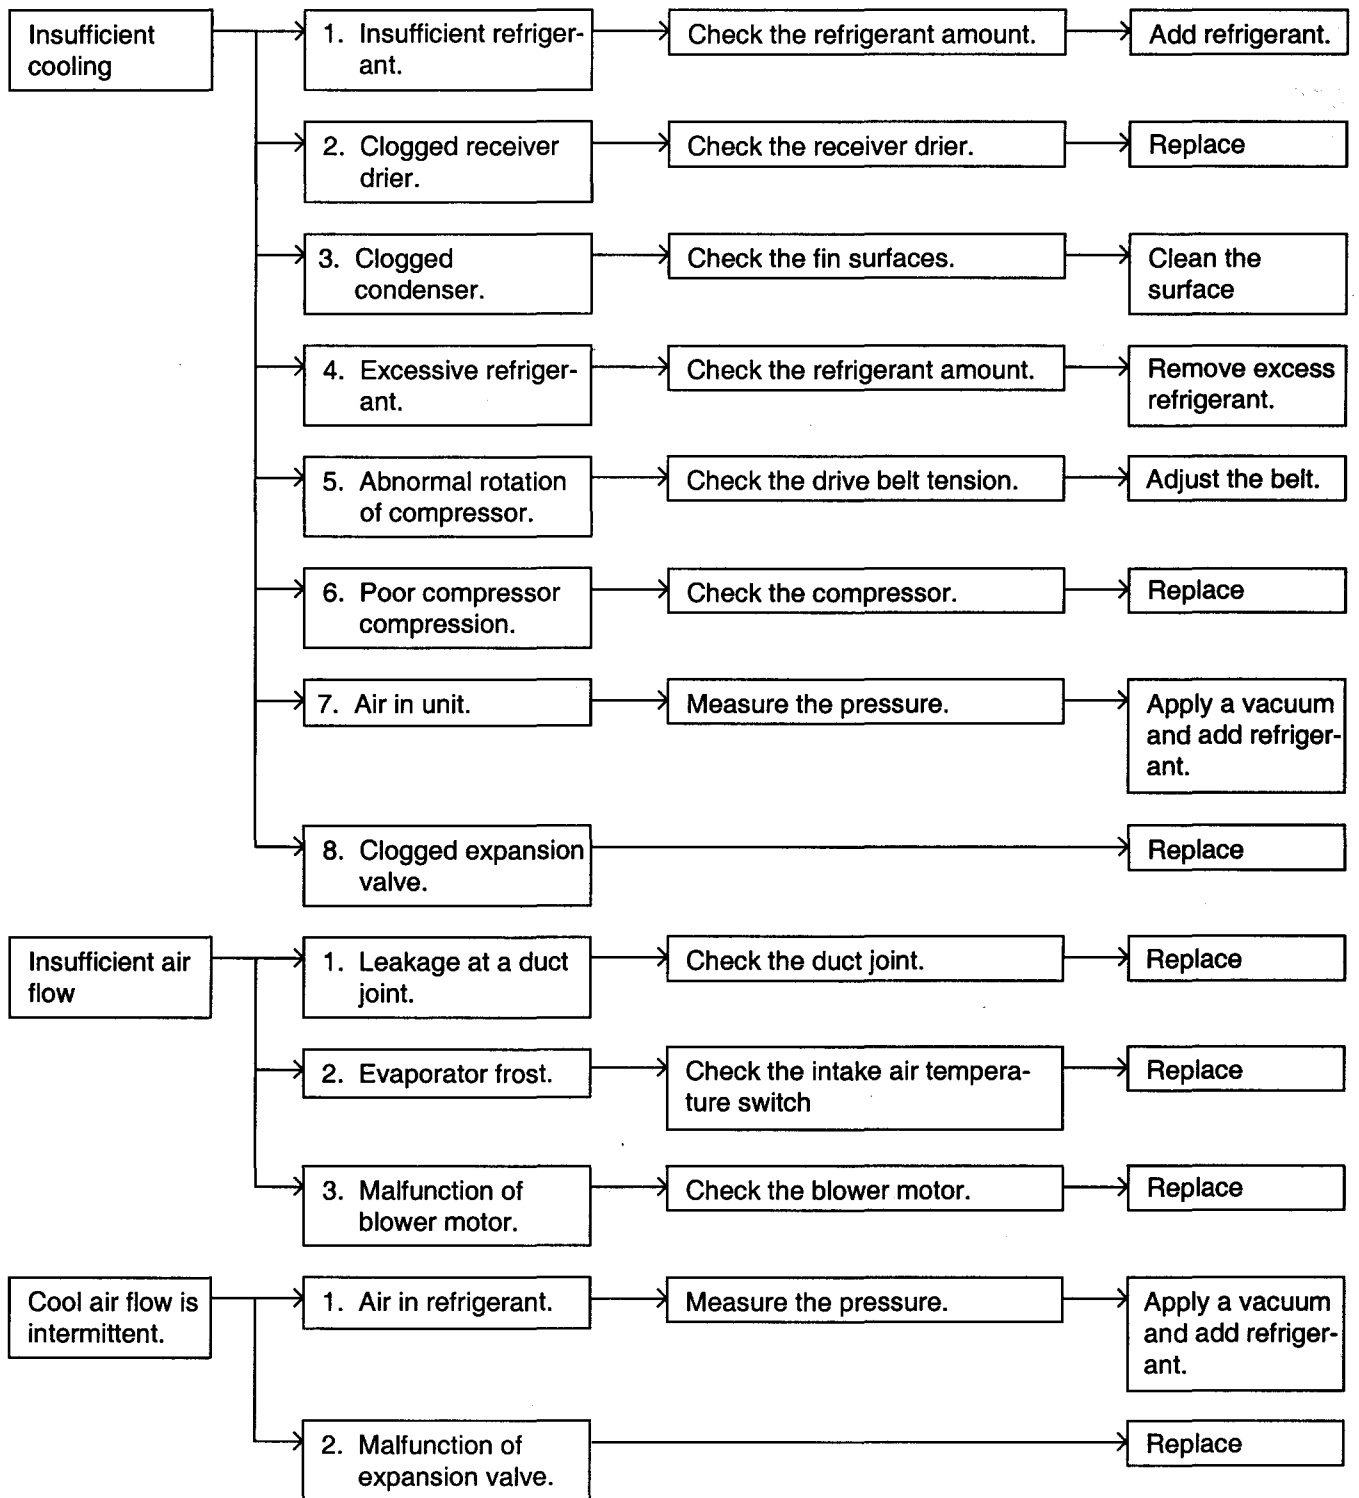 Insufficient
cooling
1. Insufficient refriger-
ant.
Check the refrigerant amount.
Add refrigerant.
2. Clogged receiver
drier.
Check the receiver drier.
Replace
3. Clogged
condenser.
Check the fin surfaces.
Clean the
surface
4. Excessive refriger-
ant.
Check the refrigerant amount.
Remove excess
refrigerant.
5. Abnormal rotation
of compressor.
Check the drive belt tension.
Adjust the belt.
6. Poor compressor
compression.
Check the compressor.
Replace
7. Air in unit.
Measure the pressure.
Apply a vacuum
and add refriger-
ant.
8. Clogged expansion
valve.
Replace
Insufficient air
flow
1. Leakage at a duct
joint.
Check the duct joint.
Replace
2. Evaporator frost.
Check the intake air tempera-
ture switch
Replace
3. Malfunction of
blower motor.
Check the blower motor.
Replace
Cool air flow is
intermittent.
1. Air in refrigerant.
Measure the pressure.
Apply a vacuum
and add refriger-
ant.
2. Malfunction of
expansion valve.
Replace